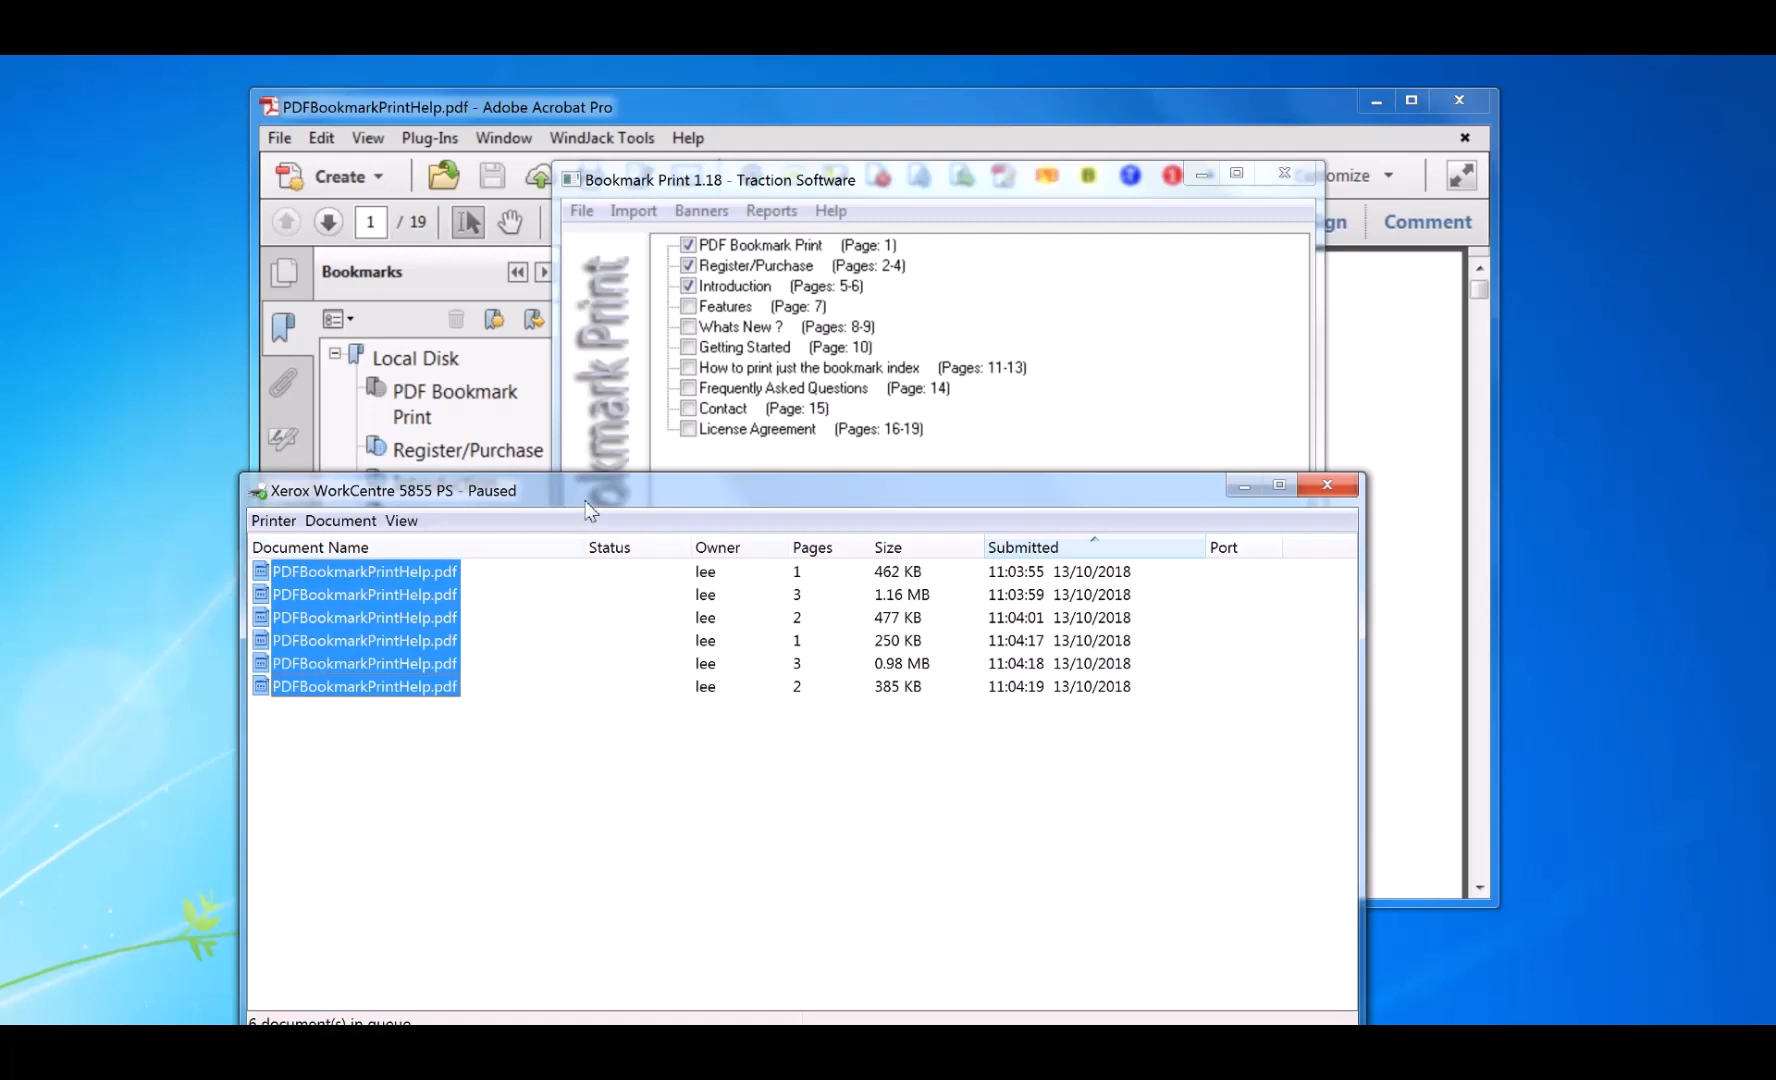 PDFBookmarkPrintHelp.pdf - Adobe Acrobat Pro
File Edit View Plug-Ins Window WindJack Tools Help
Create
Bookmark Print 1.18 - Traction Software
1 / 19
File Import Banners Reports Help
Comment
Bookmarks
Local Disk
PDF Bookmark
Print
Register/Purchase
PDF Bookmark Print (Page: 1)
Register/Purchase (Pages: 2-4)
Introduction (Pages: 5-6)
Features (Page: 7)
Whats New ? (Pages: 8-9)
Getting Started (Page: 10)
How to print just the bookmark index (Pages: 11-13)
Frequently Asked Questions (Page: 14)
Contact (Page: 15)
License Agreement (Pages: 16-19)
Xerox WorkCentre 5855 PS - Paused
Printer Document View
Document Name Status Owner Pages Size Submitted Port
PDFBookmarkPrintHelp.pdf lee 1 462 KB 11:03:55 13/10/2018
PDFBookmarkPrintHelp.pdf lee 3 1.16 MB 11:03:59 13/10/2018
PDFBookmarkPrintHelp.pdf lee 2 477 KB 11:04:01 13/10/2018
PDFBookmarkPrintHelp.pdf lee 1 250 KB 11:04:17 13/10/2018
PDFBookmarkPrintHelp.pdf lee 3 0.98 MB 11:04:18 13/10/2018
PDFBookmarkPrintHelp.pdf lee 2 385 KB 11:04:19 13/10/2018
6 document(s) in queue